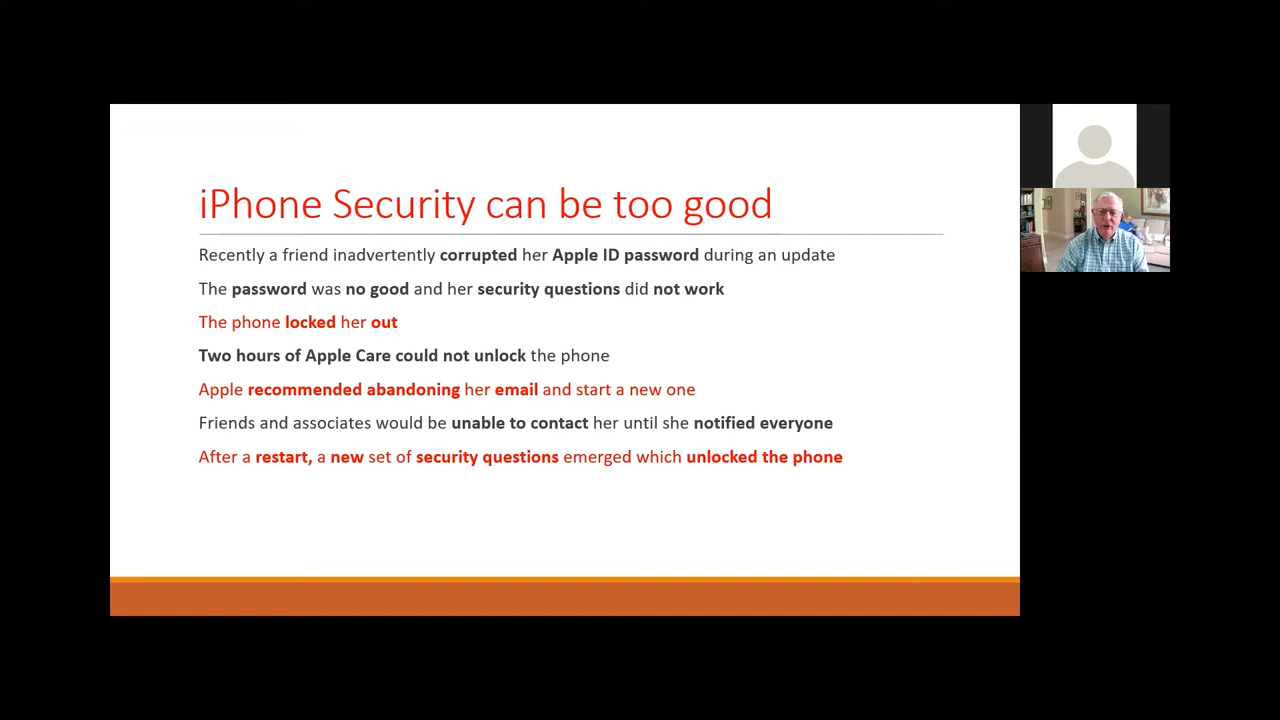 iPhone Security can be too good
Recently a friend inadvertently corrupted her Apple ID password during an update
The password was no good and her security questions did not work
The phone locked her out
Two hours of Apple Care could not unlock the phone
Apple recommended abandoning her email and start a new one
Friends and associates would be unable to contact her until she notified everyone
After a restart, a new set of security questions emerged which unlocked the phone